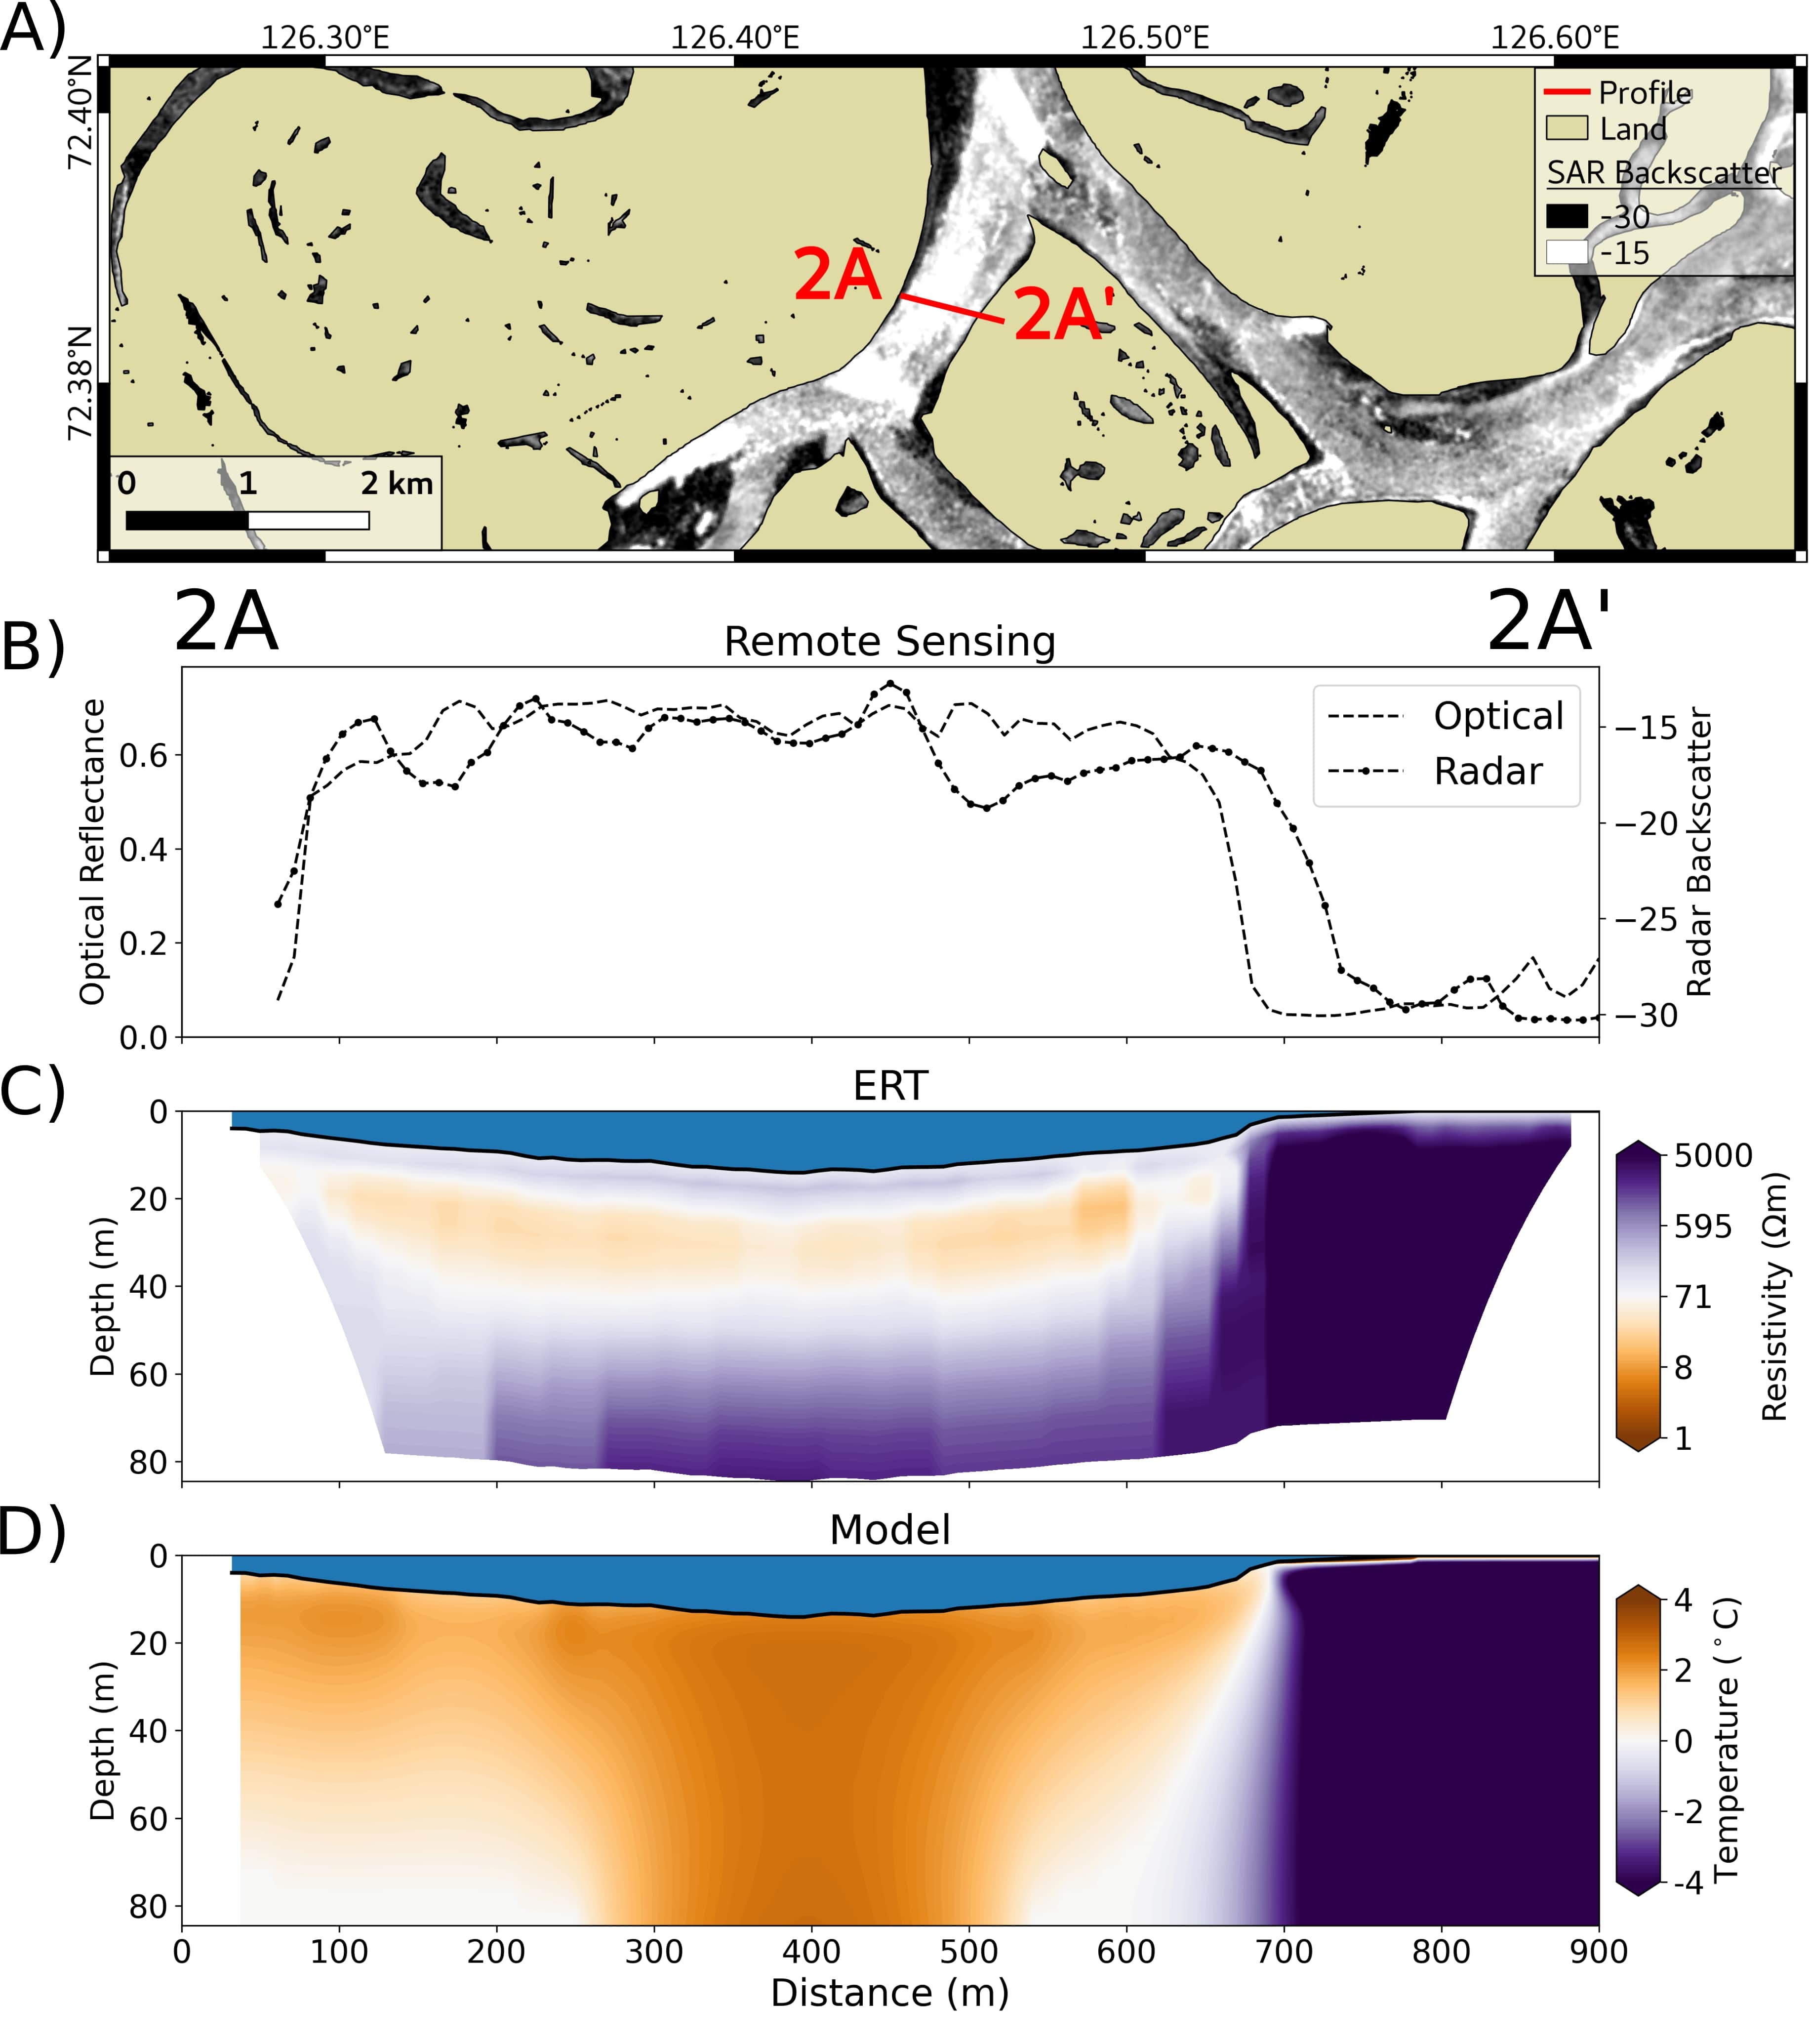 A)
126.30°E 126.40°E 126.50°E 126.60°E
72.40°N
72.38°N
Profile
Land
SAR Backscatter
-30
-15
2A
2A'
0 1 2 km
2A 2A'
B)
Remote Sensing
Optical Reflectance
0.6
0.4
0.2
0.0
Optical
Radar
−15
−20
−25
−30
Radar Backscatter
C)
ERT
Depth (m)
0
20
40
60
80
5000
595
71
8
1
Resistivity (Ωm)
D)
Model
Depth (m)
0
20
40
60
80
4
2
0
-2
-4
Temperature (°C)
0 100 200 300 400 500 600 700 800 900
Distance (m)